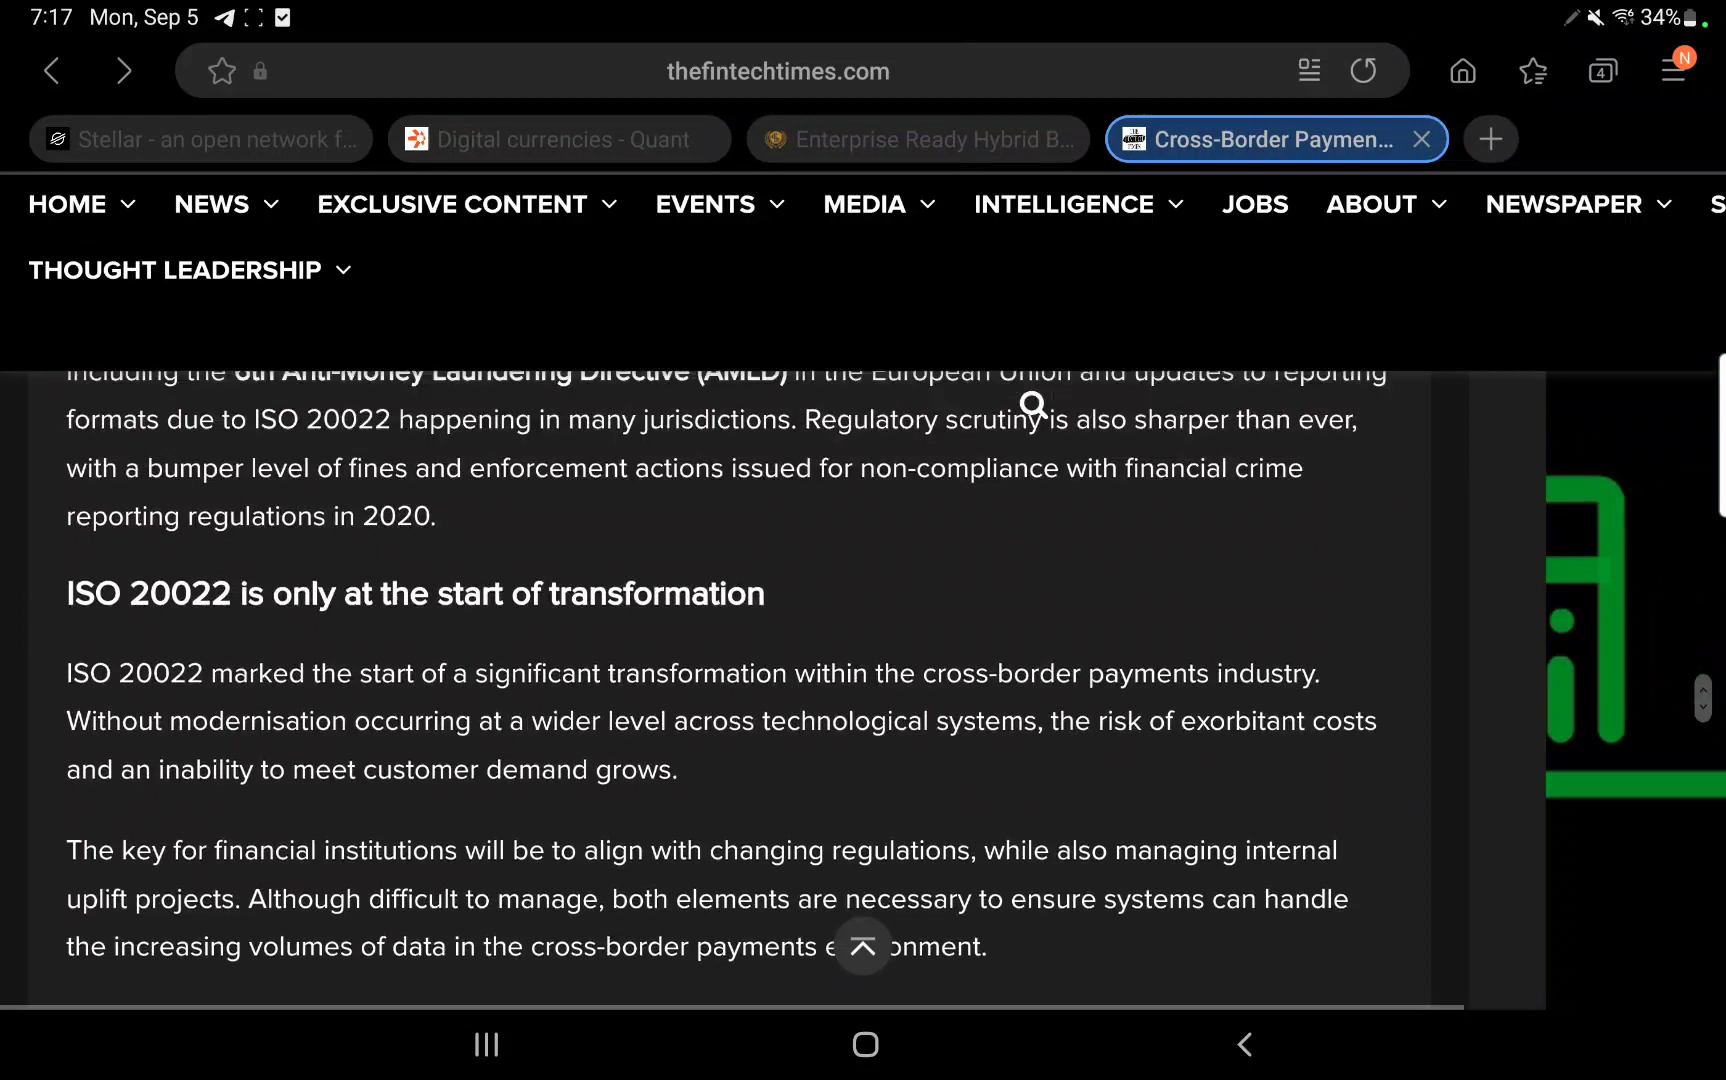 7:17 Mon, Sep 5
34%
thefintechtimes.com
4
N
Stellar - an open network f...
Digital currencies - Quant
Enterprise Ready Hybrid B...
Cross-Border Paymen...
HOME NEWS EXCLUSIVE CONTENT EVENTS MEDIA INTELLIGENCE JOBS ABOUT NEWSPAPER S
THOUGHT LEADERSHIP
including the 6th Anti-Money Laundering Directive (AMLD) in the European Union and updates to reporting
formats due to ISO 20022 happening in many jurisdictions. Regulatory scrutiny is also sharper than ever,
with a bumper level of fines and enforcement actions issued for non-compliance with financial crime
reporting regulations in 2020.
ISO 20022 is only at the start of transformation
ISO 20022 marked the start of a significant transformation within the cross-border payments industry.
Without modernisation occurring at a wider level across technological systems, the risk of exorbitant costs
and an inability to meet customer demand grows.
The key for financial institutions will be to align with changing regulations, while also managing internal
uplift projects. Although difficult to manage, both elements are necessary to ensure systems can handle
the increasing volumes of data in the cross-border payments e onment.